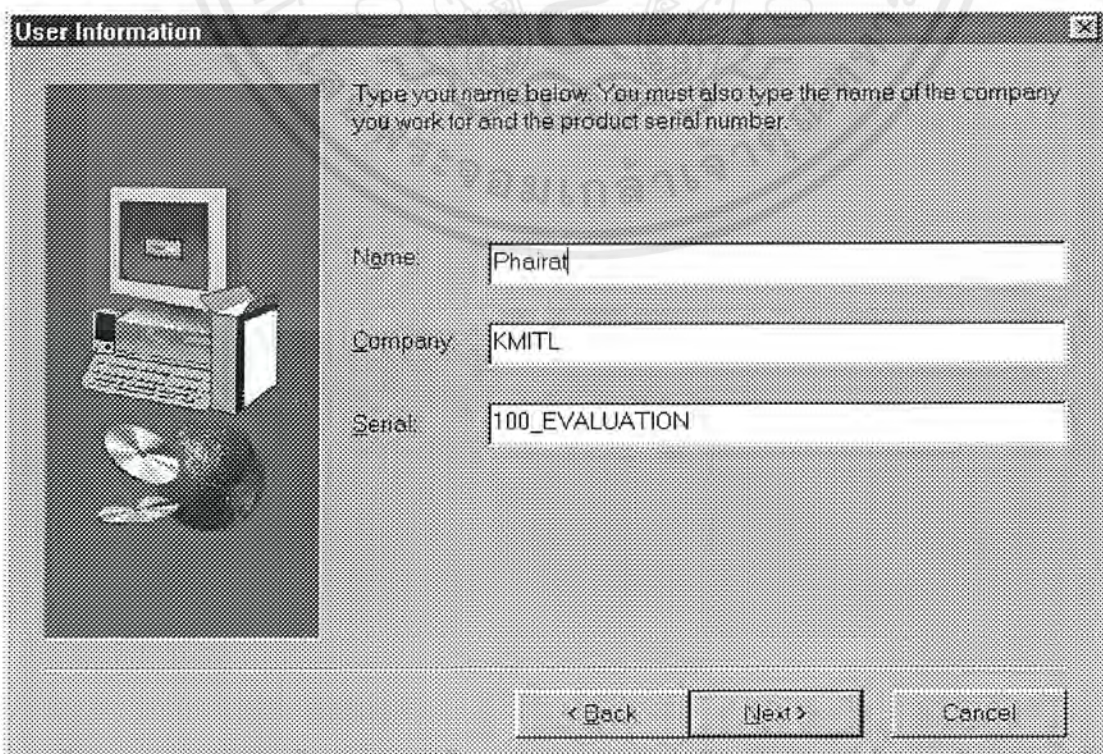 User Information
Type your name below. You must also type the name of the company
you work for and the product serial number.
Name:
Phairat
Company:
KMITL
Serial:
100_EVALUATION
< Back
Next >
Cancel